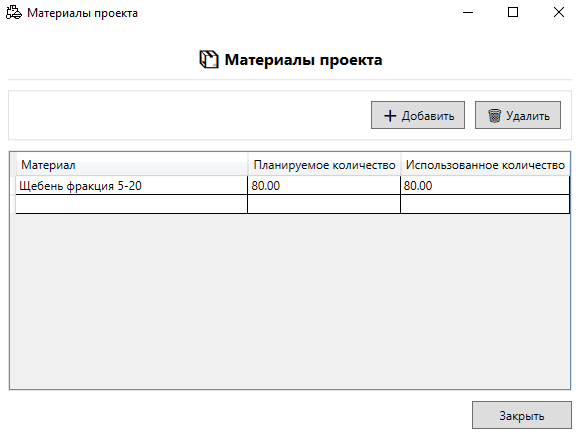 Материалы проекта
Материалы проекта
Добавить Удалить
Материал Планируемое количество Использованное количество
Щебень фракция 5-20 80.00 80.00
Закрыть